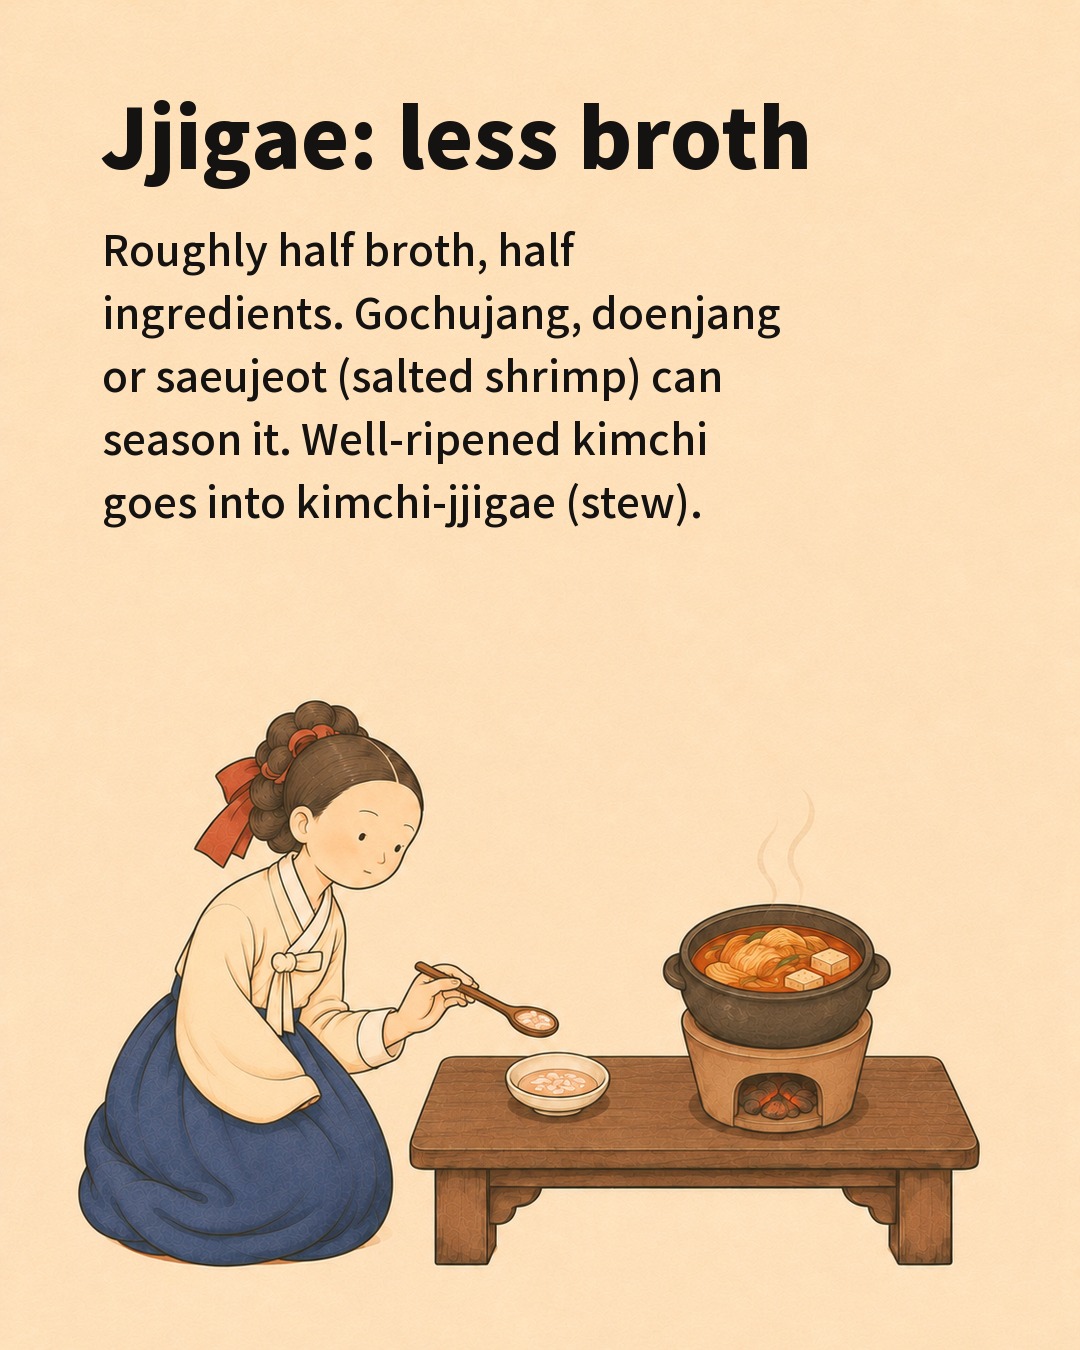 Jjigae: less broth
Roughly half broth, half
ingredients. Gochujang, doenjang
or saeujeot (salted shrimp) can
season it. Well-ripened kimchi
goes into kimchi-jjigae (stew).